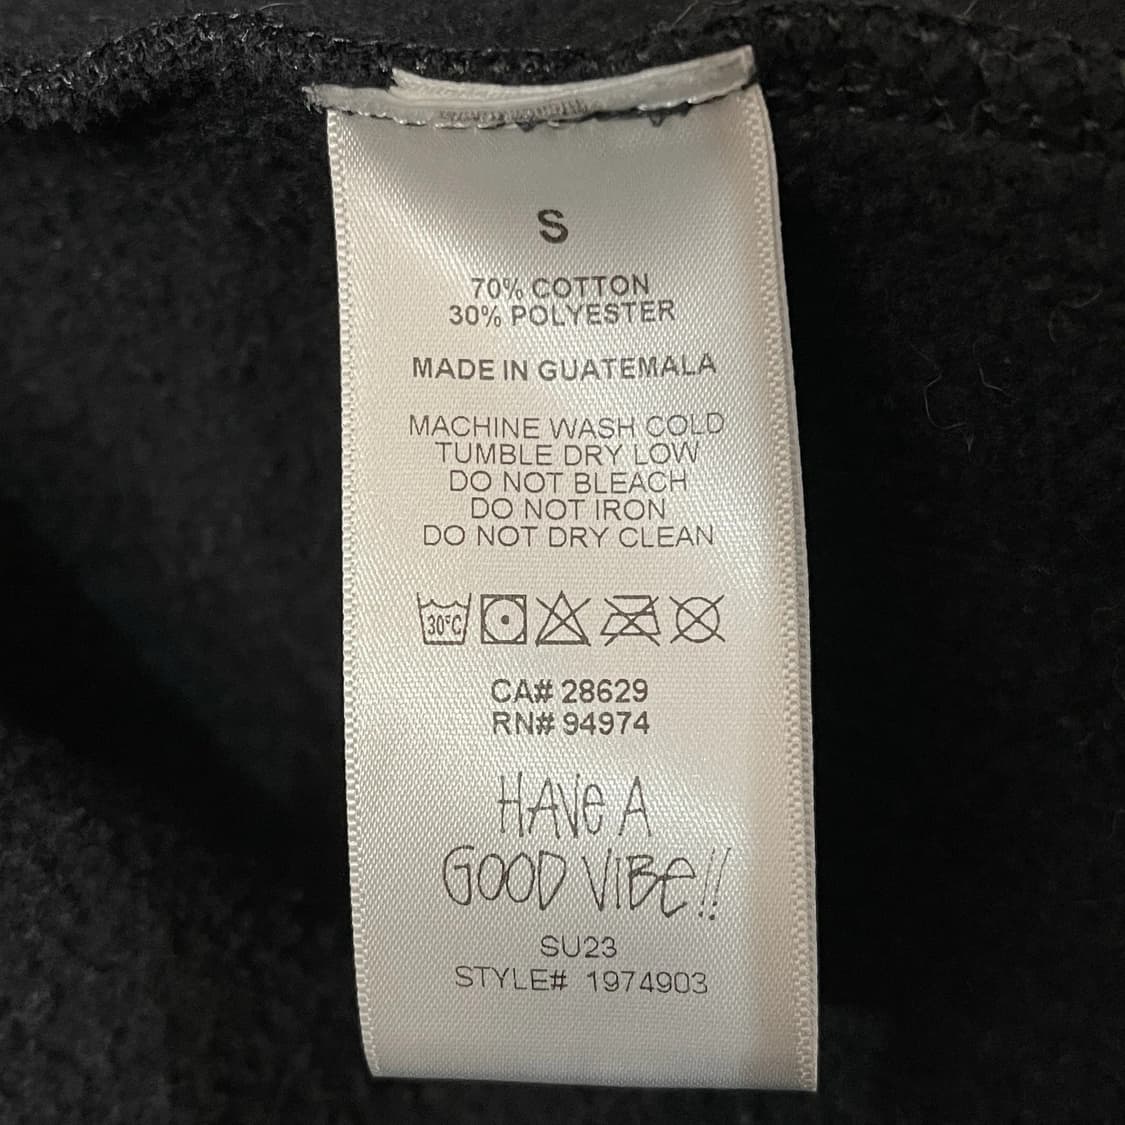 S
70% COTTON
30% POLYESTER
MADE IN GUATEMALA
MACHINE WASH COLD
TUMBLE DRY LOW
DO NOT BLEACH
DO NOT IRON
DO NOT DRY CLEAN
30°C
CA# 28629
RN# 94974
HAVe A
GOOD VIBe!!
SU23
STYLE# 1974903